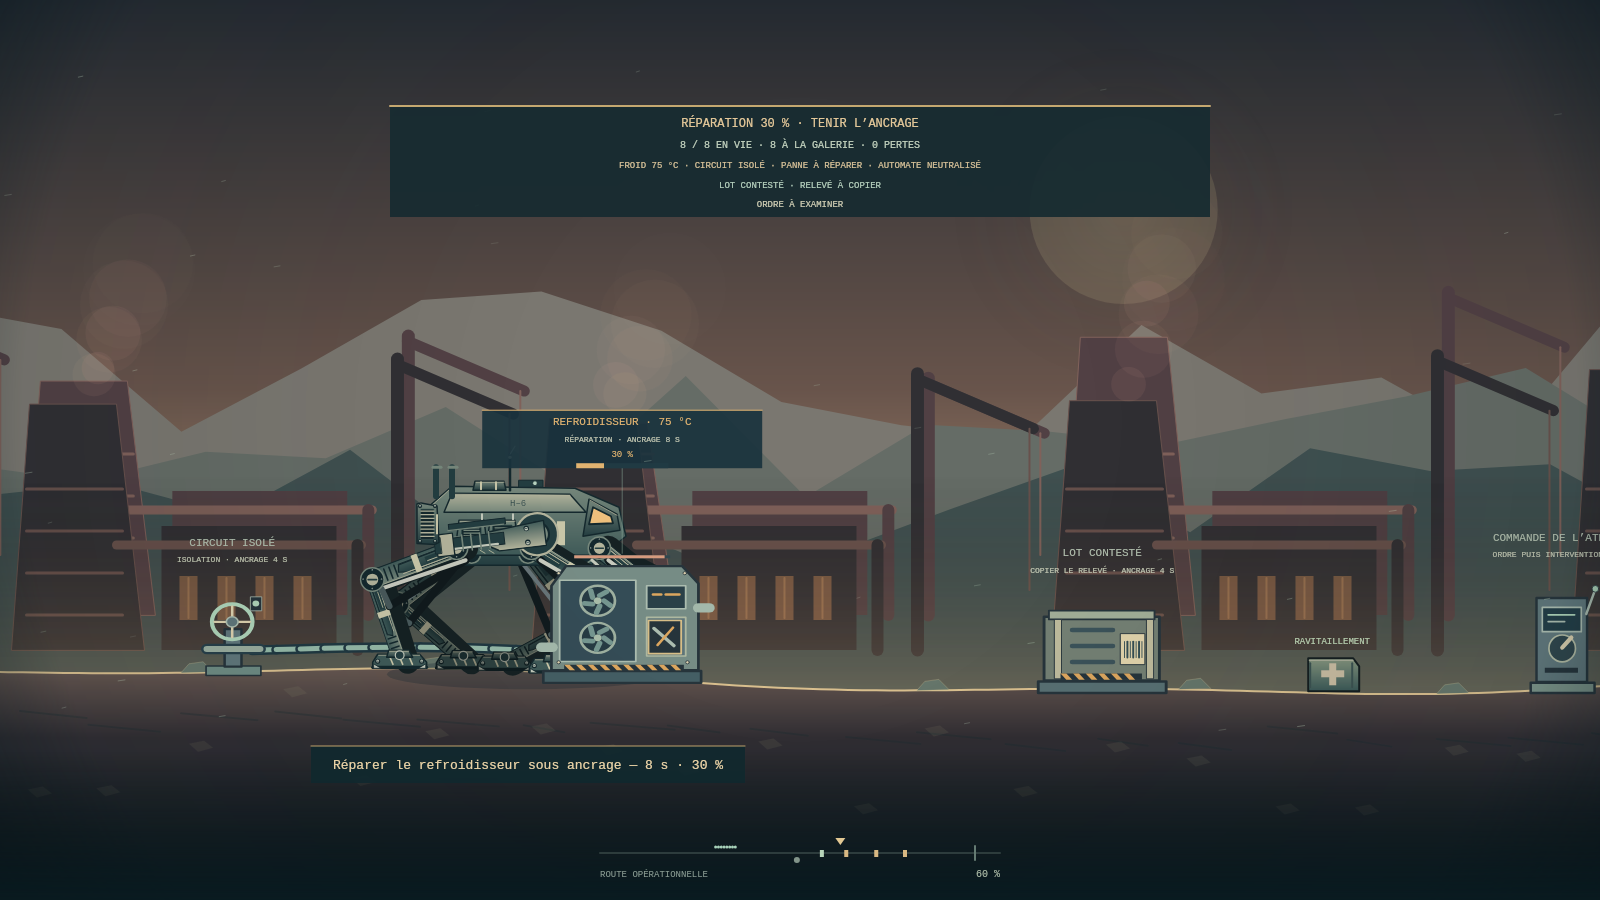 RÉPARATION 30 % · TENIR L’ANCRAGE
8 / 8 EN VIE · 8 À LA GALERIE · 0 PERTES
FROID 75 °C · CIRCUIT ISOLÉ · PANNE À RÉPARER · AUTOMATE NEUTRALISÉ
LOT CONTESTÉ · RELEVÉ À COPIER
ORDRE À EXAMINER
REFROIDISSEUR · 75 °C
RÉPARATION · ANCRAGE 8 S
30 %
H-6
CIRCUIT ISOLÉ
ISOLATION · ANCRAGE 4 S
LOT CONTESTÉ
COPIER LE RELEVÉ · ANCRAGE 4 S
COMMANDE DE L’AT
ORDRE PUIS INTERVENTION
RAVITAILLEMENT
Réparer le refroidisseur sous ancrage — 8 s · 30 %
ROUTE OPÉRATIONNELLE
60 %